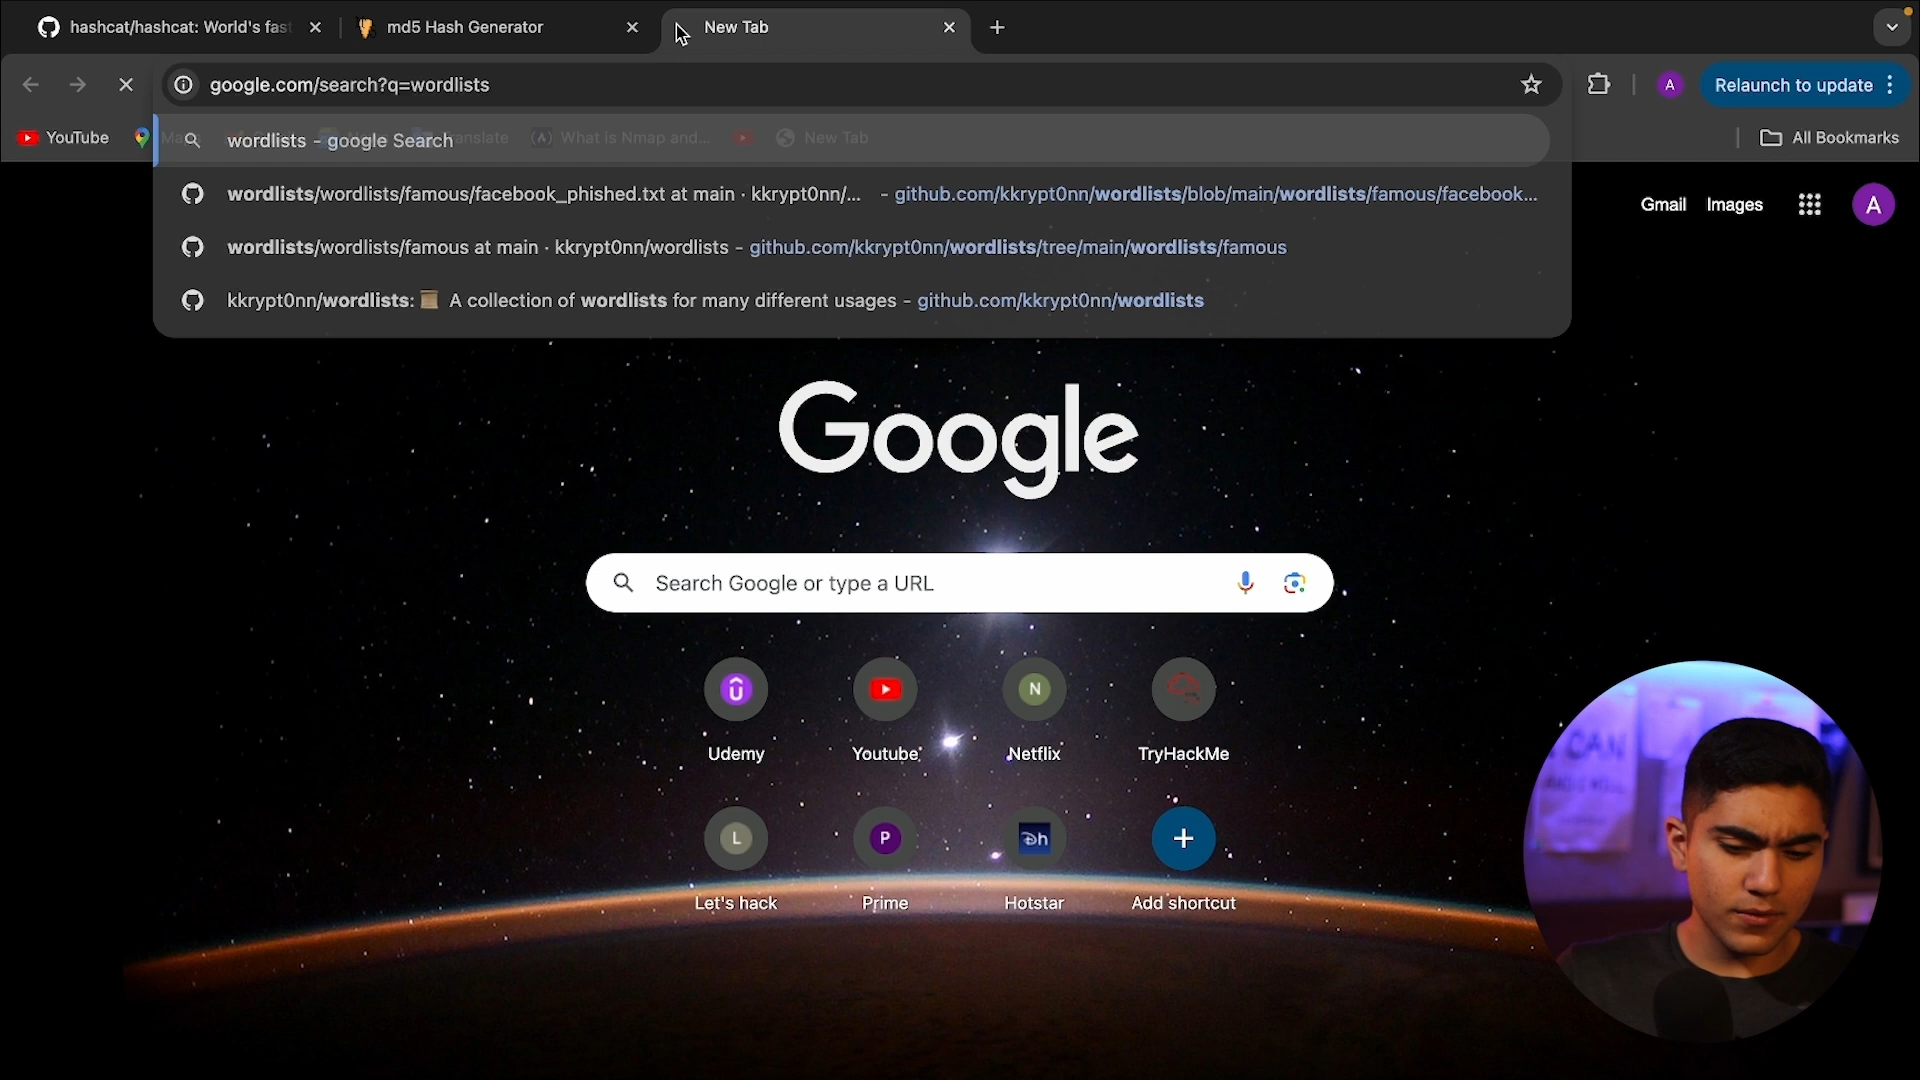 hashcat/hashcat: World's fast
md5 Hash Generator
New Tab
google.com/search?q=wordlists
A
Relaunch to update
YouTube
Maps
Translate
What is Nmap and...
New Tab
All Bookmarks
wordlists - google Search
wordlists/wordlists/famous/facebook_phished.txt at main · kkrypt0nn/... - github.com/kkrypt0nn/wordlists/blob/main/wordlists/famous/facebook...
wordlists/wordlists/famous at main · kkrypt0nn/wordlists - github.com/kkrypt0nn/wordlists/tree/main/wordlists/famous
kkrypt0nn/wordlists: 📜 A collection of wordlists for many different usages - github.com/kkrypt0nn/wordlists
Gmail
Images
A
Google
Search Google or type a URL
N
Udemy
Youtube
Netflix
TryHackMe
L
P
Dh
Let's hack
Prime
Hotstar
Add shortcut
CAN